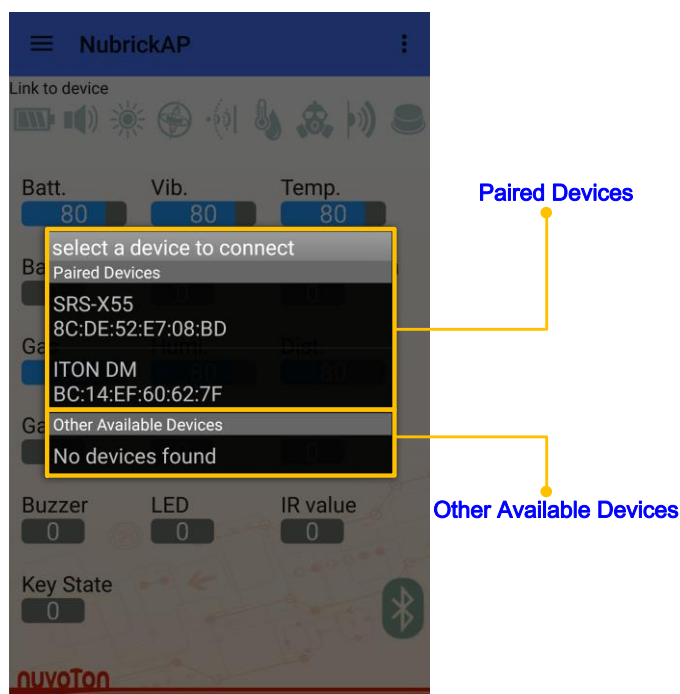 NubrickAP
Link to device
Batt. Vib. Temp.
80 80 80
select a device to connect
Paired Devices
SRS-X55
8C:DE:52:E7:08:BD
ITON DM
BC:14:EF:60:62:7F
Other Available Devices
No devices found
Buzzer LED IR value
0 0 0
Key State
0
nuvoTon
Paired Devices
Other Available Devices